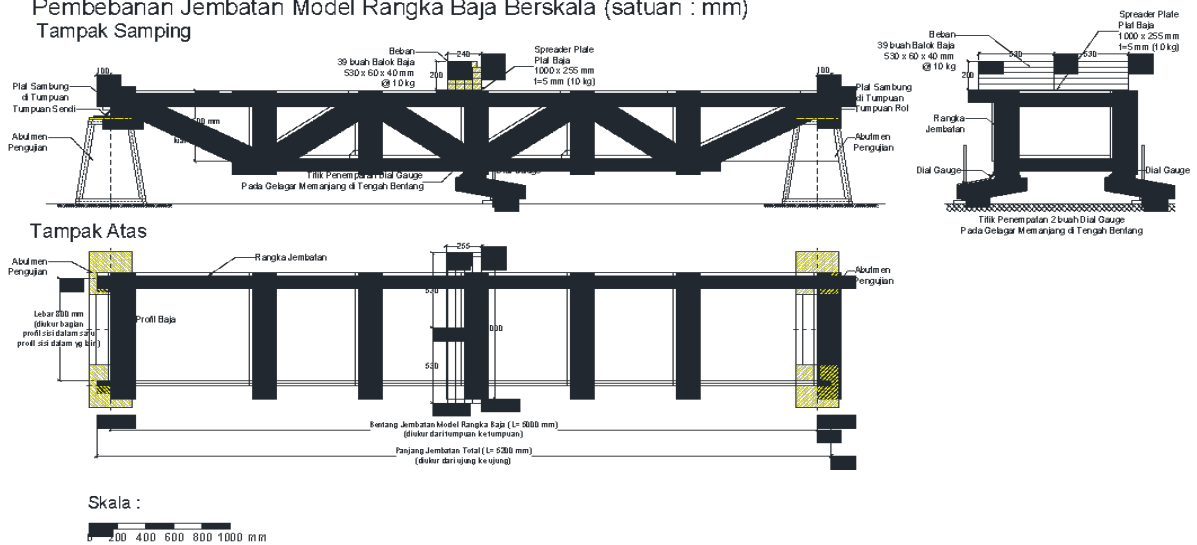 Pembebanan Jembatan Model Rangka Baja Berskala (satuan : mm)
Tampak Samping
Beban
39 buah Balok Baja
530 x 60 x 40 mm
@ 10 kg
240
200
Spreader Plate
Plat Baja
1000 x 255 mm
t=5 mm (10 kg)
100
Plat Sambung
di Tumpuan
Tumpuan Sendi
Abutmen
Pengujian
100
Plat Sambung
di Tumpuan
Tumpuan Rol
Abutmen
Pengujian
Titik Penempatan Dial Gauge
Pada Gelagar Memanjang di Tengah Bentang
Beban
39 buah Balok Baja
530 x 60 x 40 mm
@ 10 kg
Spreader Plate
Plat Baja
1000 x 255 mm
t=5 mm (10 kg)
530
530
200
Rangka
Jembatan
Dial Gauge
Dial Gauge
Titik Penempatan 2 buah Dial Gauge
Pada Gelagar Memanjang di Tengah Bentang
Tampak Atas
Abutmen
Pengujian
Rangka Jembatan
255
Abutmen
Pengujian
Lebar 800 mm
(diukur bagian
profil sisi dalam satu
profil sisi dalam yg lain)
Profil Baja
530
530
Bentang Jembatan Model Rangka Baja (L= 5000 mm)
(diukur dari tumpuan ke tumpuan)
Panjang Jembatan Total (L= 5200 mm)
(diukur dari ujung ke ujung)
Skala :
0 200 400 600 800 1000 mm